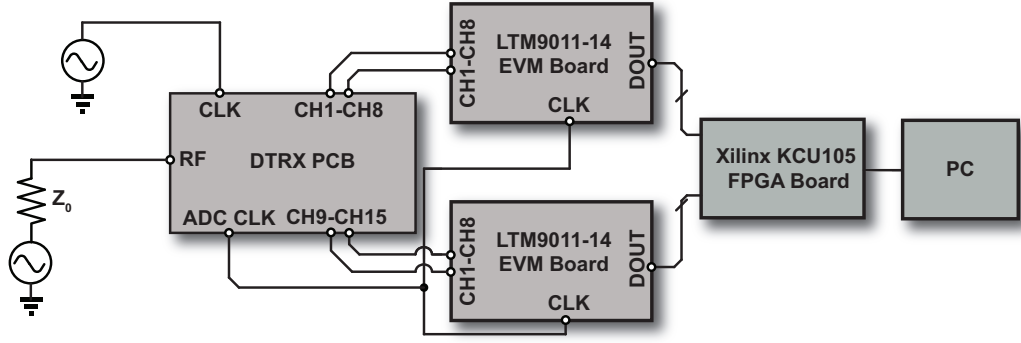 CLK
CH1-CH8
RF
DTRX PCB
ADC CLK
CH9-CH15
Z0
CH1-CH8
LTM9011-14
EVM Board
DOUT
CLK
CH1-CH8
LTM9011-14
EVM Board
DOUT
CLK
Xilinx KCU105
FPGA Board
PC